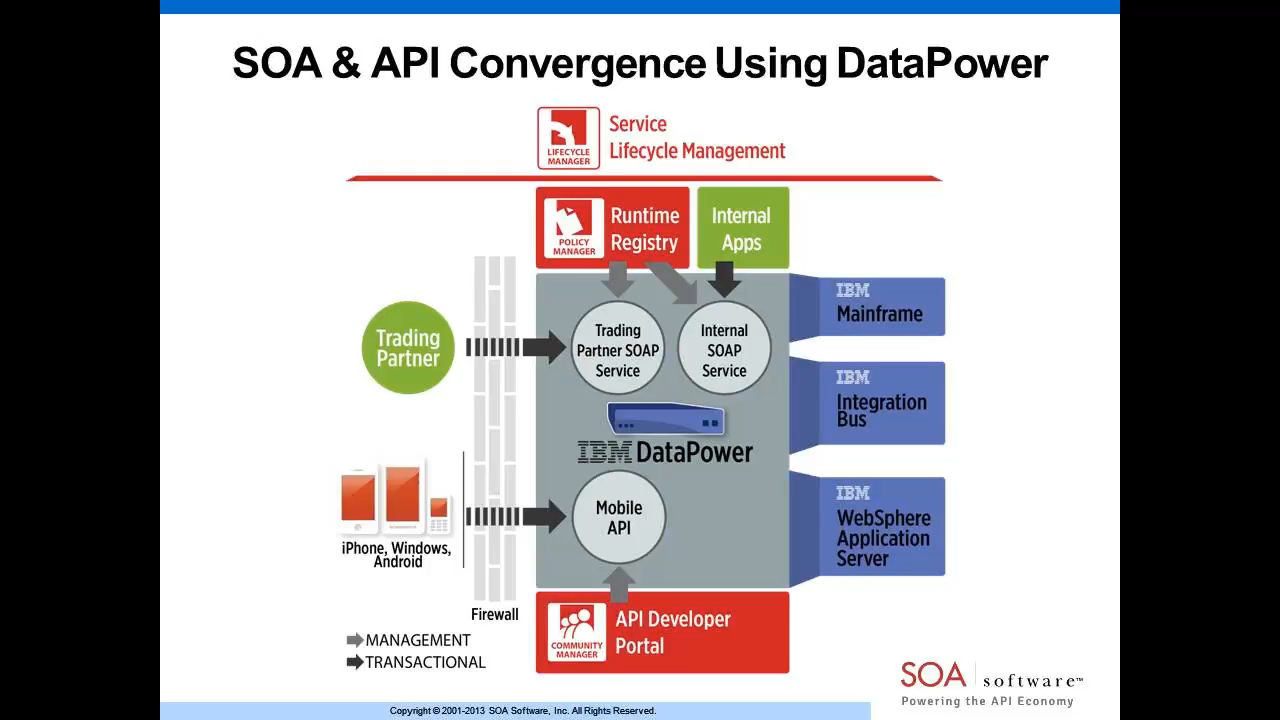 SOA & API Convergence Using DataPower
LIFECYCLE
MANAGER
Service
Lifecycle Management
POLICY
MANAGER
Runtime
Registry
Internal
Apps
Trading
Partner
Trading
Partner SOAP
Service
Internal
SOAP
Service
IBM
Mainframe
IBM
Integration
Bus
IBM DataPower
iPhone, Windows,
Android
Mobile
API
IBM
WebSphere
Application
Server
Firewall
COMMUNITY
MANAGER
API Developer
Portal
MANAGEMENT
TRANSACTIONAL
SOA software™
Powering the API Economy
Copyright © 2001-2013 SOA Software, Inc. All Rights Reserved.